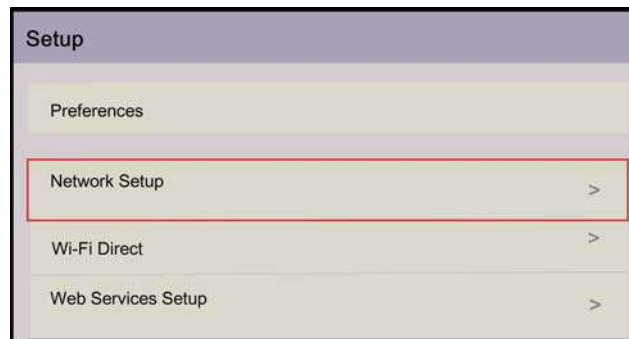 Setup
Preferences
Network Setup >
Wi-Fi Direct >
Web Services Setup >